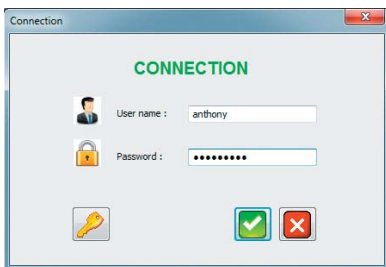 Connection
CONNECTION
User name :  anthony
Password :  •••••••••